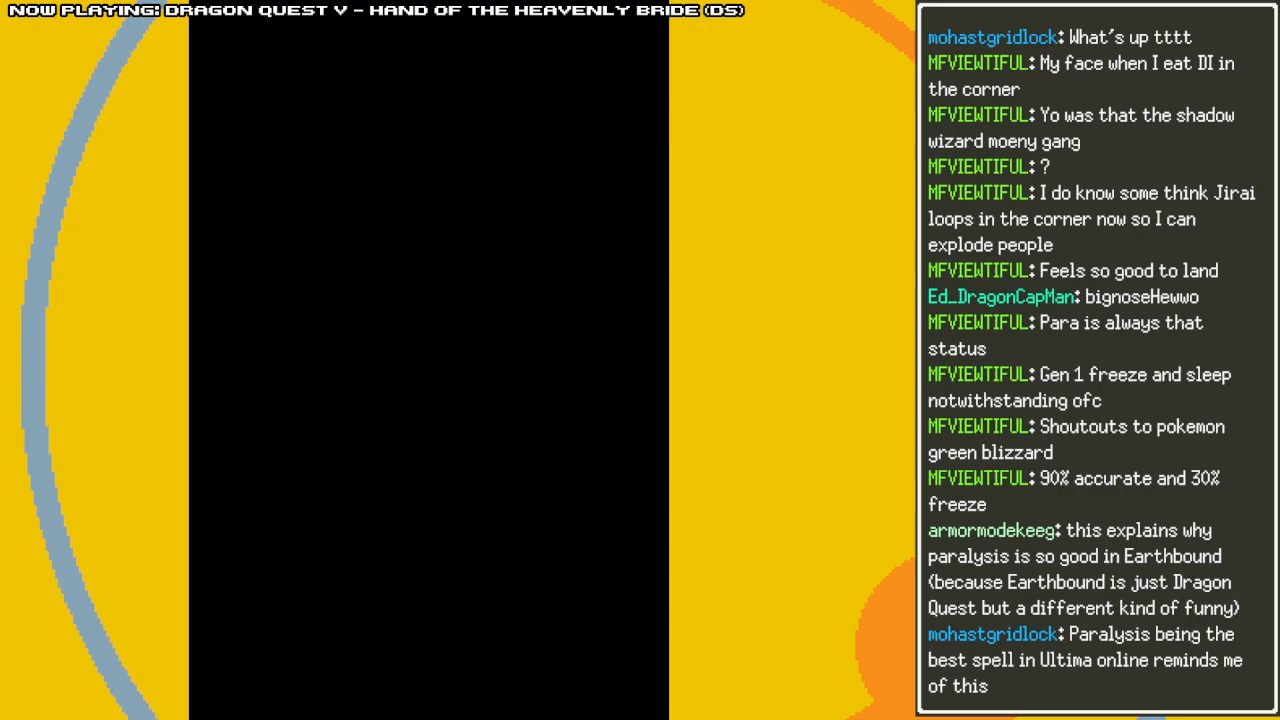 NOW PLAYING: DRAGON QUEST V - HAND OF THE HEAVENLY BRIDE (DS)
mohastgridlock: What's up tttt
MFVIEWTIFUL: My face when I eat DI in
the corner
MFVIEWTIFUL: Yo was that the shadow
wizard moeny gang
MFVIEWTIFUL: ?
MFVIEWTIFUL: I do know some think Jirai
loops in the corner now so I can
explode people
MFVIEWTIFUL: Feels so good to land
Ed_DragonCapMan: bignoseHewwo
MFVIEWTIFUL: Para is always that
status
MFVIEWTIFUL: Gen 1 freeze and sleep
notwithstanding ofc
MFVIEWTIFUL: Shoutouts to pokemon
green blizzard
MFVIEWTIFUL: 90% accurate and 30%
freeze
armormodekeeg: this explains why
paralysis is so good in Earthbound
(because Earthbound is just Dragon
Quest but a different kind of funny)
mohastgridlock: Paralysis being the
best spell in Ultima online reminds me
of this